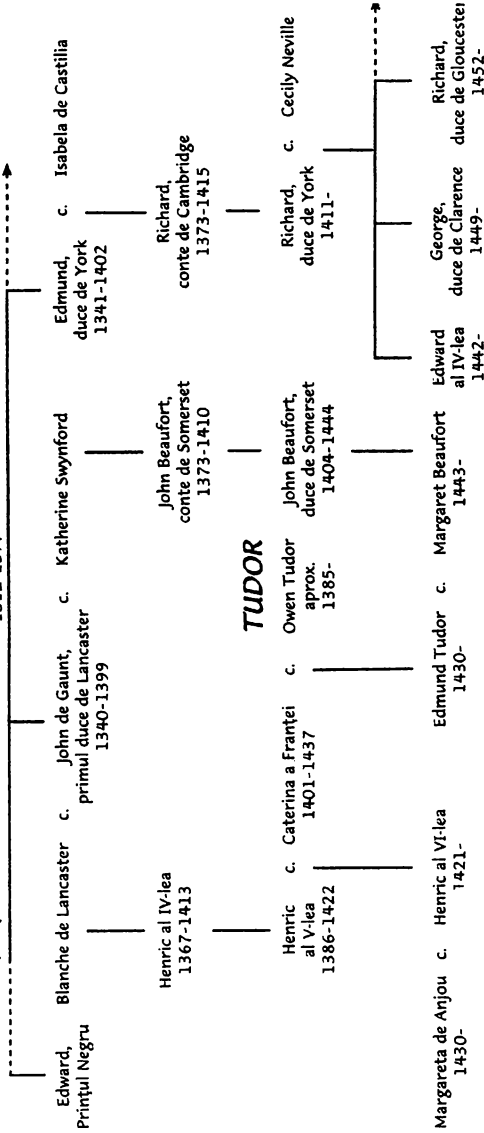 Edward,
Prințul Negru
Blanche de Lancaster c. John de Gaunt,
primul duce de Lancaster
1340-1399
c. Katherine Swynford
Edmund,
duce de York
1341-1402
c. Isabela de Castilia
Henric al IV-lea
1367-1413
John Beaufort,
conte de Somerset
1373-1410
Richard,
conte de Cambridge
1373-1415
TUDOR
Henric
al V-lea
1386-1422
c. Caterina a Franței
1401-1437
c. Owen Tudor
aprox.
1385-
John Beaufort,
duce de Somerset
1404-1444
Richard,
duce de York
1411-
c. Cecily Neville
Margareta de Anjou
1430-
c. Henric al VI-lea
1421-
Edmund Tudor
1430-
c. Margaret Beaufort
1443-
Edward
al IV-lea
1442-
George,
duce de Clarence
1449-
Richard,
duce de Gloucester
1452-